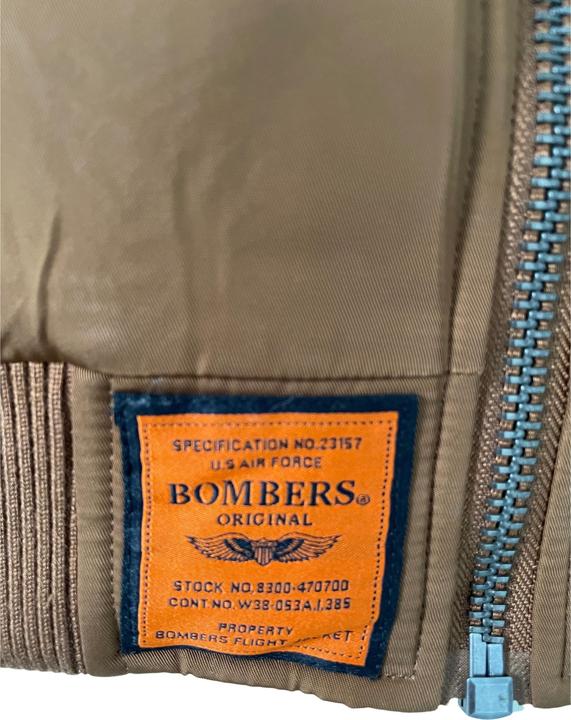 SPECIFICATION NO.23157
U.S AIR FORCE
BOMBERS®
ORIGINAL
STOCK NO.8300-470700
CONT.NO.W38-053A.1.385
PROPERTY
BOMBERS FLIGHT